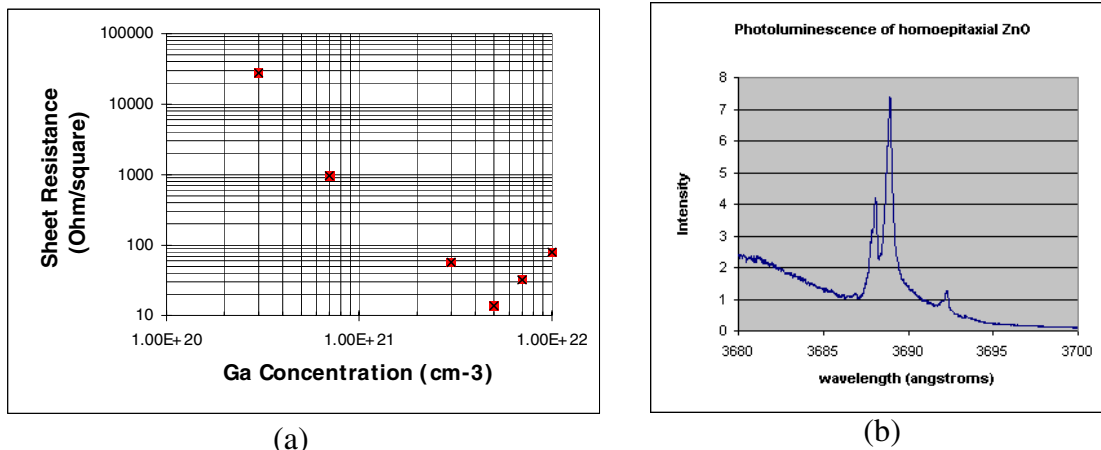 100000
10000
1000
100
10
1.00E+20
1.00E+21
1.00E+22
Sheet Resistance
(Ohm/square)
Ga Concentration (cm-3)
(a)
Photoluminescence of homoepitaxial ZnO
8
7
6
5
4
3
2
1
0
Intensity
3680
3685
3690
3695
3700
wavelength (angstroms)
(b)